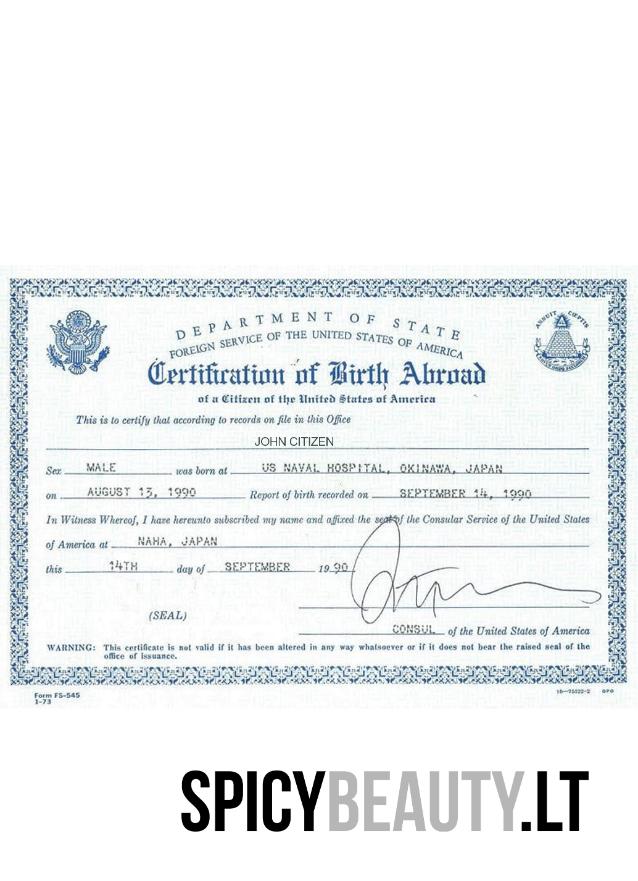 DEPARTMENT OF STATE
FOREIGN SERVICE OF THE UNITED STATES OF AMERICA
ANNUIT CŒPTIS
Certification of Birth Abroad
of a Citizen of the United States of America
This is to certify that according to records on file in this Office
JOHN CITIZEN
Sex MALE was born at US NAVAL HOSPITAL, OKINAWA, JAPAN
on AUGUST 13, 1990 Report of birth recorded on SEPTEMBER 14, 1990
In Witness Whereof, I have hereunto subscribed my name and affixed the seal of the Consular Service of the United States
of America at NAHA, JAPAN
this 14TH day of SEPTEMBER 1990
(SEAL)
CONSUL of the United States of America
WARNING: This certificate is not valid if it has been altered in any way whatsoever or if it does not bear the raised seal of the
office of issuance.
Form FS-545
1-73
GPO
SPICYBEAUTY.LT